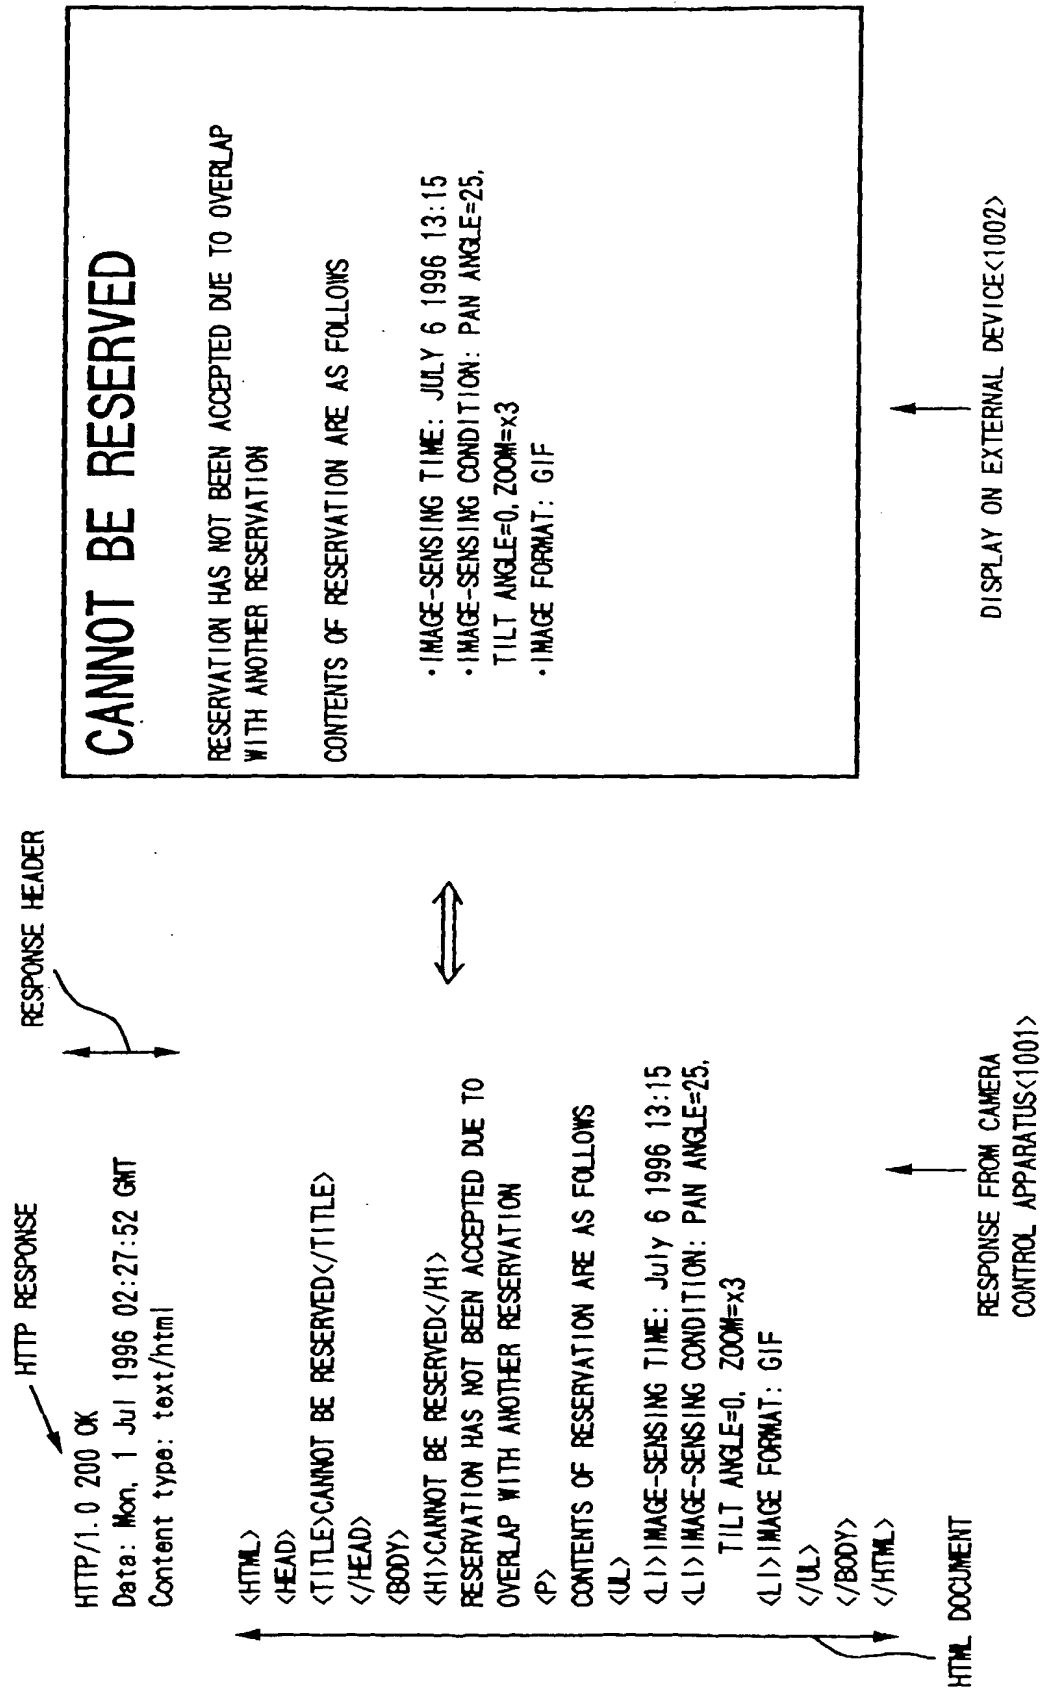 HTTP RESPONSE
RESPONSE HEADER
HTTP/1.0 200 OK
Data: Mon, 1 Jul 1996 02:27:52 GMT
Content type: text/html
<HTML>
<HEAD>
<TITLE>CANNOT BE RESERVED</TITLE>
</HEAD>
<BODY>
<H1>CANNOT BE RESERVED</H1>
RESERVATION HAS NOT BEEN ACCEPTED DUE TO
OVERLAP WITH ANOTHER RESERVATION
<P>
CONTENTS OF RESERVATION ARE AS FOLLOWS
<UL>
<LI>IMAGE-SENSING TIME: July 6 1996 13:15
<LI>IMAGE-SENSING CONDITION: PAN ANGLE=25,
TILT ANGLE=0, ZOOM=x3
<LI>IMAGE FORMAT: GIF
</UL>
</BODY>
</HTML>
HTML DOCUMENT
RESPONSE FROM CAMERA
CONTROL APPARATUS<1001>
CANNOT BE RESERVED
RESERVATION HAS NOT BEEN ACCEPTED DUE TO OVERLAP
WITH ANOTHER RESERVATION
CONTENTS OF RESERVATION ARE AS FOLLOWS
·IMAGE-SENSING TIME: JULY 6 1996 13:15
·IMAGE-SENSING CONDITION: PAN ANGLE=25,
TILT ANGLE=0, ZOOM=x3
·IMAGE FORMAT: GIF
DISPLAY ON EXTERNAL DEVICE<1002>